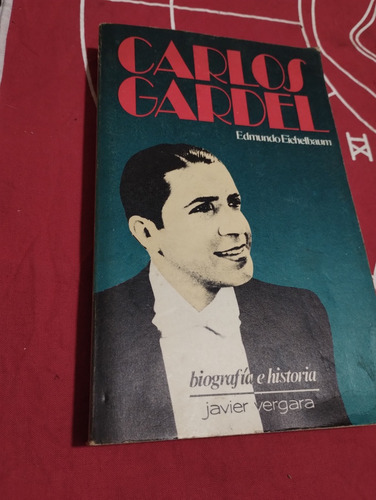 CARLOS
GARDEL
Edmundo Eichelbaum
biografía e historia
javier vergara